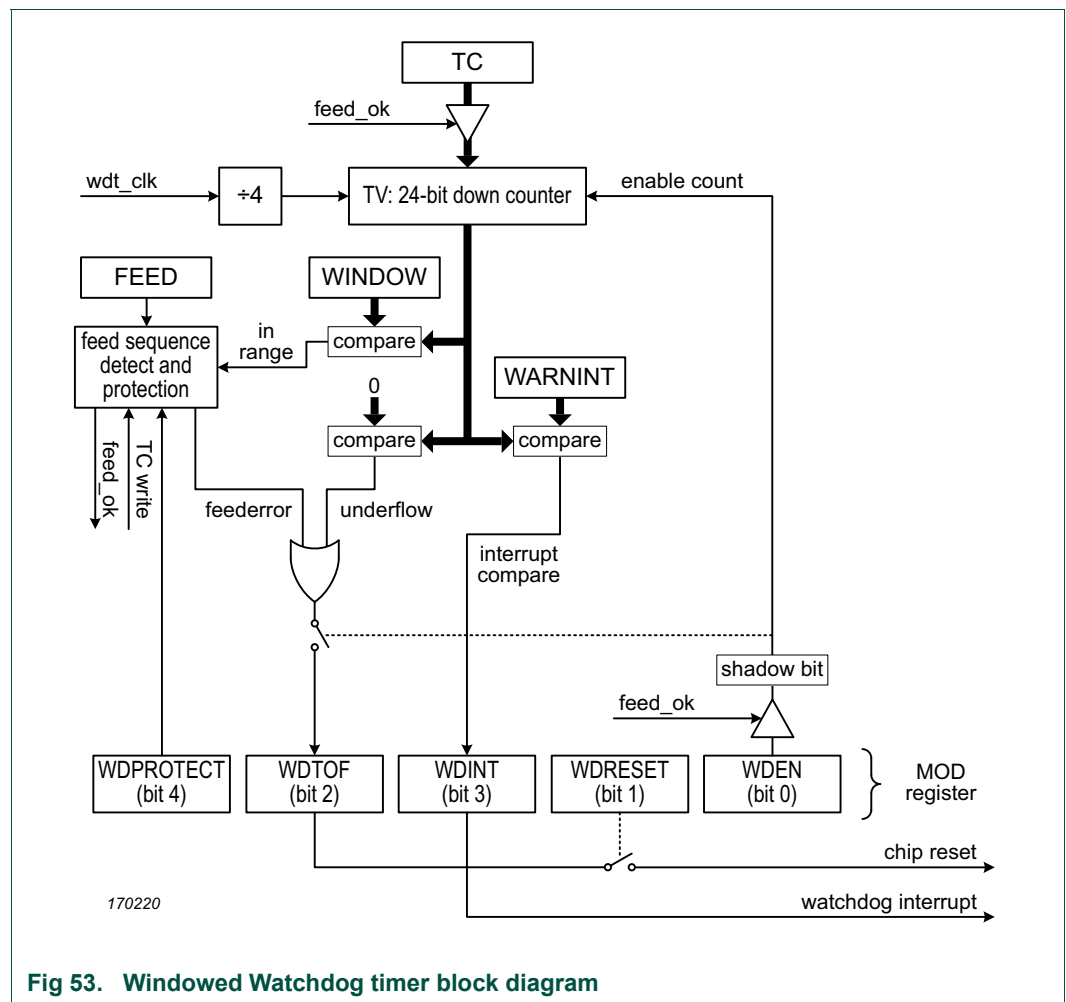 TC
feed_ok
wdt_clk
÷4
TV: 24-bit down counter
enable count
FEED
WINDOW
feed sequence
detect and
protection
in
range
compare
WARNINT
0
compare
compare
feed_ok
TC write
feederror
underflow
interrupt
compare
shadow bit
feed_ok
WDPROTECT
(bit 4)
WDTOF
(bit 2)
WDINT
(bit 3)
WDRESET
(bit 1)
WDEN
(bit 0)
MOD
register
chip reset
watchdog interrupt
170220
Fig 53. Windowed Watchdog timer block diagram